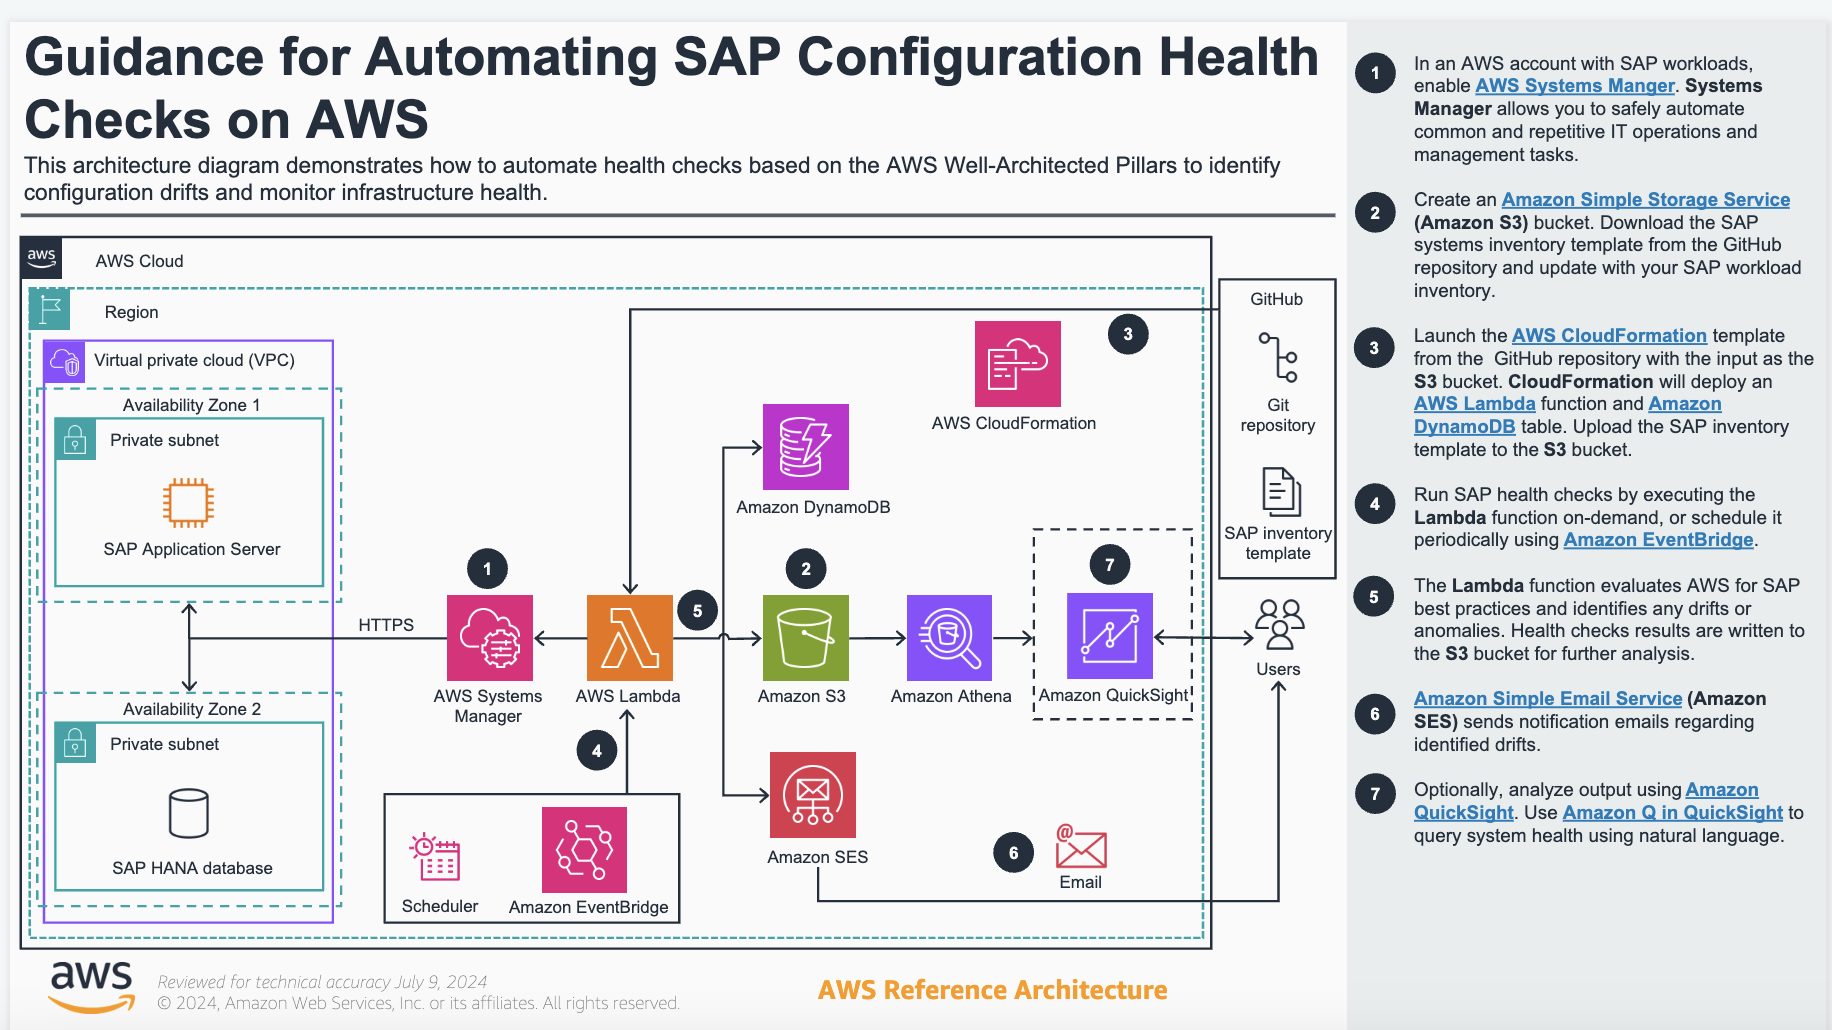 Guidance for Automating SAP Configuration Health
Checks on AWS
This architecture diagram demonstrates how to automate health checks based on the AWS Well-Architected Pillars to identify
configuration drifts and monitor infrastructure health.
aws
AWS Cloud
Region
Virtual private cloud (VPC)
Availability Zone 1
Private subnet
SAP Application Server
HTTPS
Availability Zone 2
Private subnet
SAP HANA database
1
AWS Systems
Manager
AWS Lambda
5
4
Scheduler
Amazon EventBridge
Amazon DynamoDB
2
Amazon S3
Amazon Athena
Amazon SES
AWS CloudFormation
3
7
Amazon QuickSight
6
@
Email
GitHub
Git
repository
SAP inventory
template
Users
aws
Reviewed for technical accuracy July 9, 2024
© 2024, Amazon Web Services, Inc. or its affiliates. All rights reserved.
AWS Reference Architecture
1
In an AWS account with SAP workloads,
enable AWS Systems Manger. Systems
Manager allows you to safely automate
common and repetitive IT operations and
management tasks.
2
Create an Amazon Simple Storage Service
(Amazon S3) bucket. Download the SAP
systems inventory template from the GitHub
repository and update with your SAP workload
inventory.
3
Launch the AWS CloudFormation template
from the GitHub repository with the input as the
S3 bucket. CloudFormation will deploy an
AWS Lambda function and Amazon
DynamoDB table. Upload the SAP inventory
template to the S3 bucket.
4
Run SAP health checks by executing the
Lambda function on-demand, or schedule it
periodically using Amazon EventBridge.
5
The Lambda function evaluates AWS for SAP
best practices and identifies any drifts or
anomalies. Health checks results are written to
the S3 bucket for further analysis.
6
Amazon Simple Email Service (Amazon
SES) sends notification emails regarding
identified drifts.
7
Optionally, analyze output using Amazon
QuickSight. Use Amazon Q in QuickSight to
query system health using natural language.